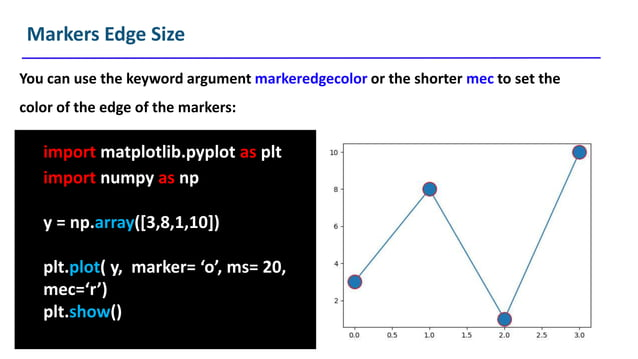 Markers Edge Size
You can use the keyword argument markeredgecolor or the shorter mec to set the
color of the edge of the markers:
import matplotlib.pyplot as plt
import numpy as np
y = np.array([3,8,1,10])
plt.plot( y,  marker= ‘o’, ms= 20,
mec=‘r’)
plt.show()
10
8
6
4
2
0.0 0.5 1.0 1.5 2.0 2.5 3.0